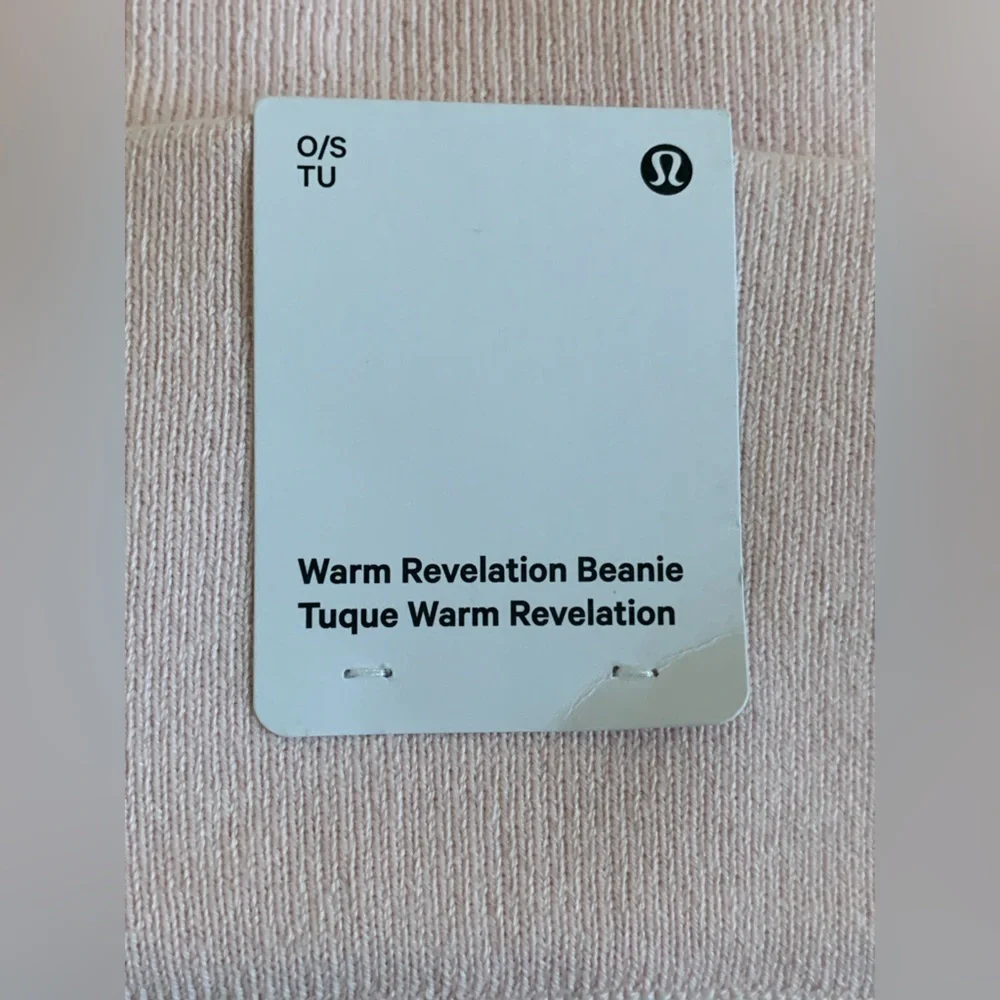 O/S
TU
Warm Revelation Beanie
Tuque Warm Revelation